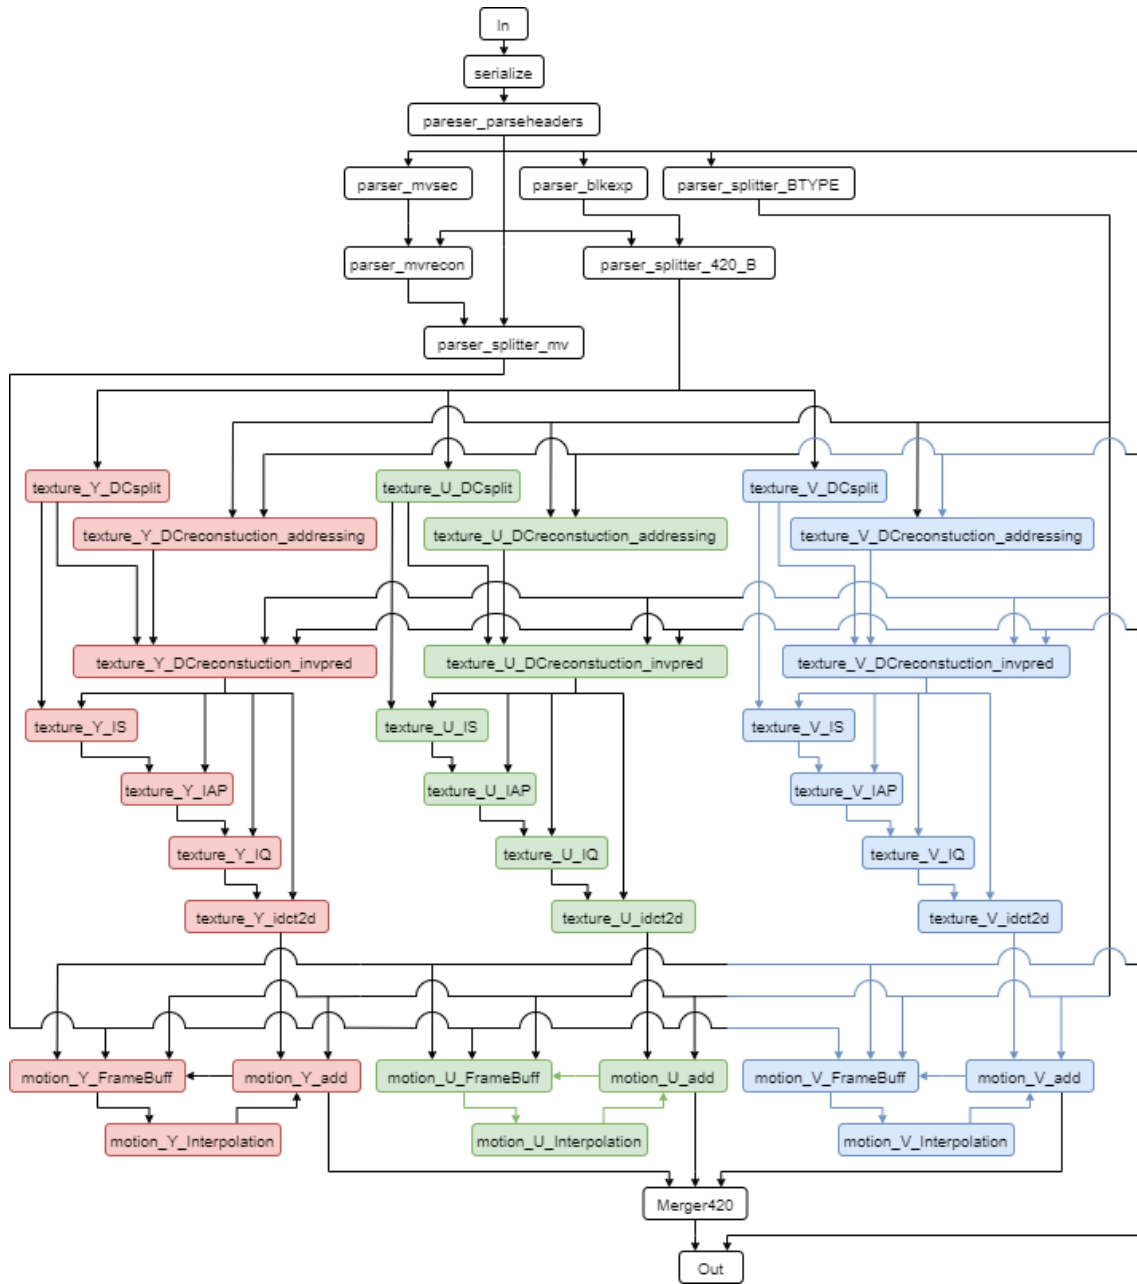 In
serialize
pareser_parseheaders
parser_mvsec
parser_blkexp
parser_splitter_BTYPE
parser_mvrecon
parser_splitter_420_B
parser_splitter_mv
texture_Y_DCsplit
texture_U_DCsplit
texture_V_DCsplit
texture_Y_DCreconstuction_addressing
texture_U_DCreconstuction_addressing
texture_V_DCreconstuction_addressing
texture_Y_DCreconstuction_invpred
texture_U_DCreconstuction_invpred
texture_V_DCreconstuction_invpred
texture_Y_IS
texture_U_IS
texture_V_IS
texture_Y_IAP
texture_U_IAP
texture_V_IAP
texture_Y_IQ
texture_U_IQ
texture_V_IQ
texture_Y_idct2d
texture_U_idct2d
texture_V_idct2d
motion_Y_FrameBuff
motion_Y_add
motion_U_FrameBuff
motion_U_add
motion_V_FrameBuff
motion_V_add
motion_Y_Interpolation
motion_U_Interpolation
motion_V_Interpolation
Merger420
Out